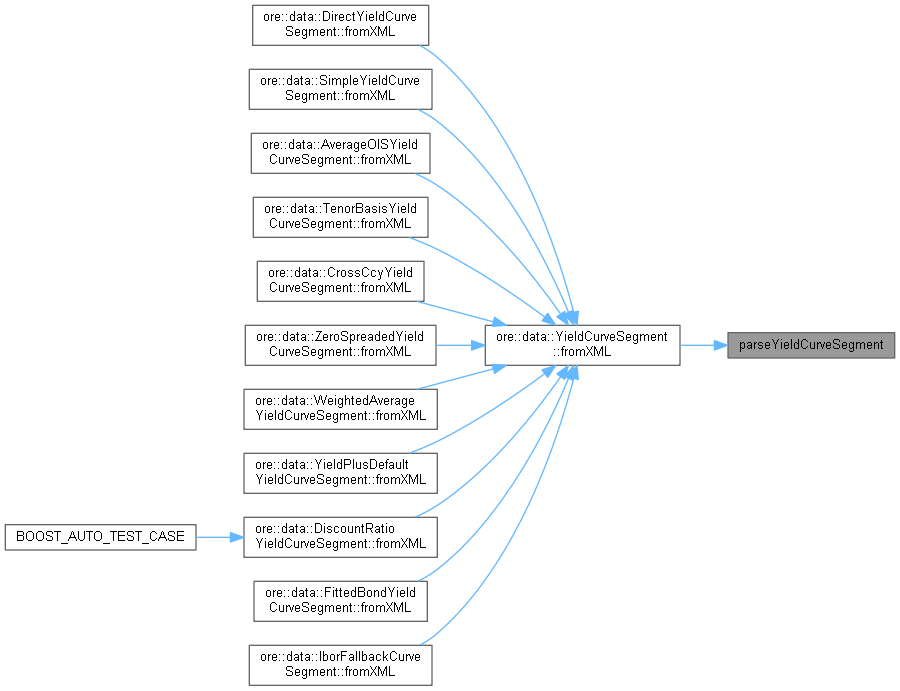 ore::data::DirectYieldCurve
Segment::fromXML
ore::data::SimpleYieldCurve
Segment::fromXML
ore::data::AverageOISYield
CurveSegment::fromXML
ore::data::TenorBasisYield
CurveSegment::fromXML
ore::data::CrossCcyYield
CurveSegment::fromXML
ore::data::ZeroSpreadedYield
CurveSegment::fromXML
ore::data::YieldCurveSegment
::fromXML
parseYieldCurveSegment
ore::data::WeightedAverage
YieldCurveSegment::fromXML
ore::data::YieldPlusDefault
YieldCurveSegment::fromXML
BOOST_AUTO_TEST_CASE
ore::data::DiscountRatio
YieldCurveSegment::fromXML
ore::data::FittedBondYield
CurveSegment::fromXML
ore::data::IborFallbackCurve
Segment::fromXML